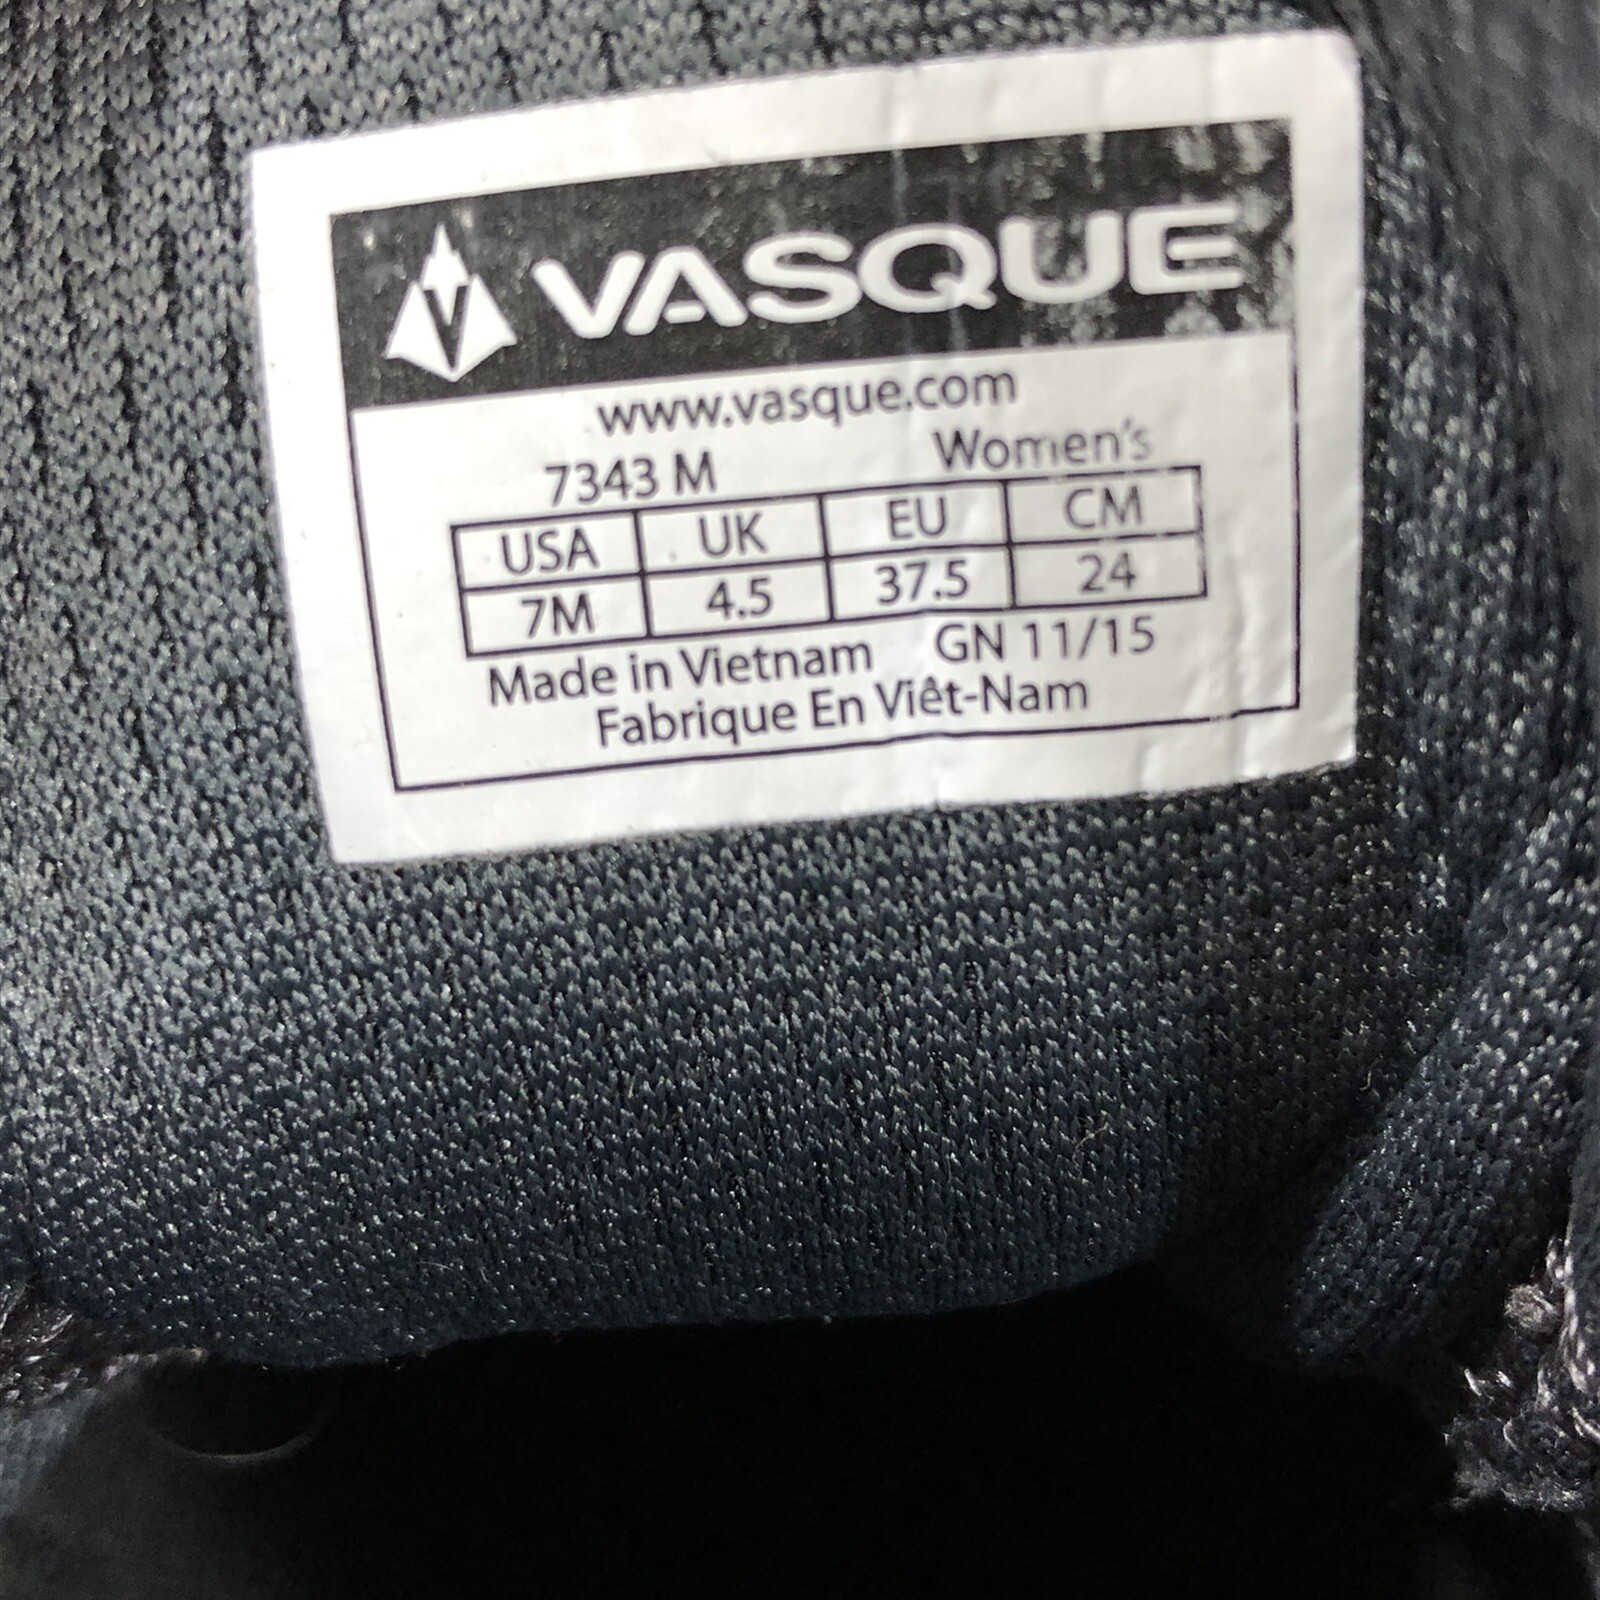 V VASQUE
www.vasque.com
7343 M Women's
USA UK EU CM
7M 4.5 37.5 24
Made in Vietnam GN 11/15
Fabrique En Viêt-Nam